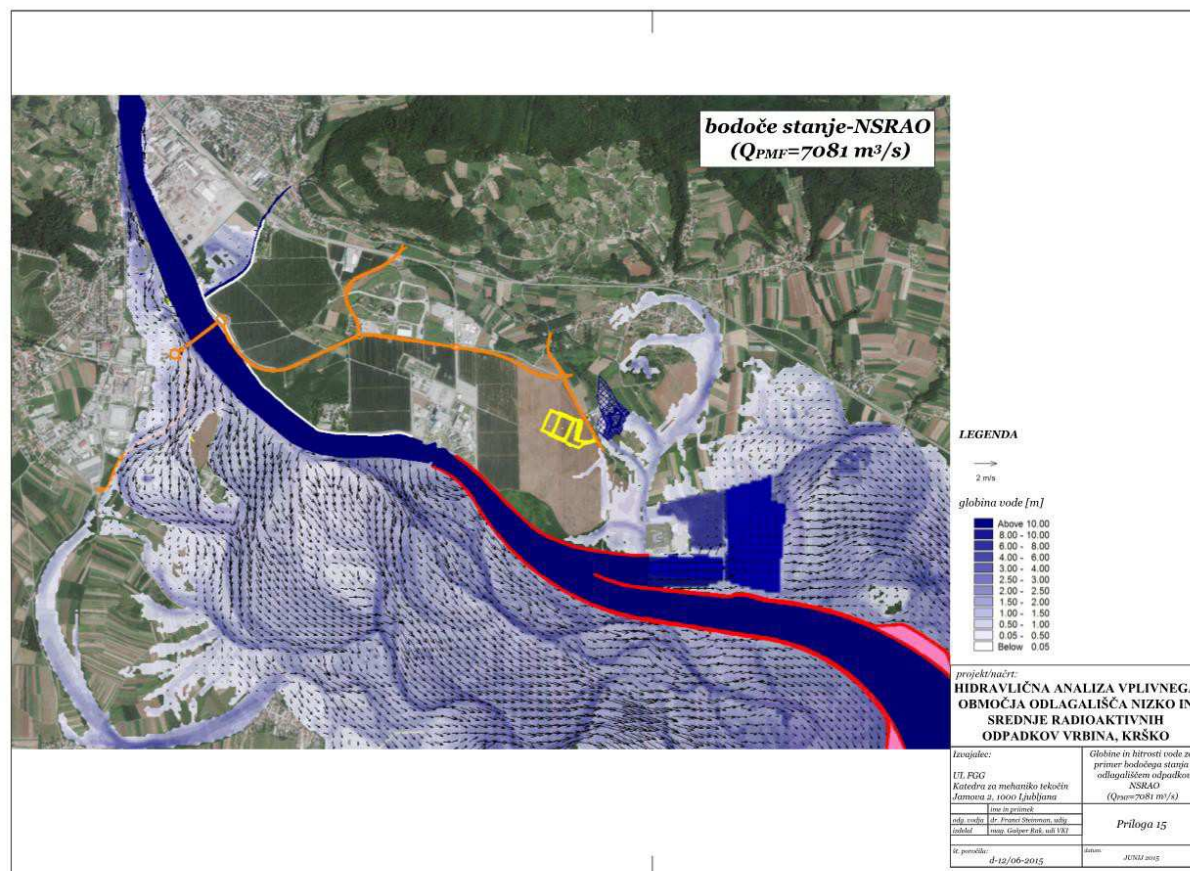 bodoče stanje-NSRAO
(QPMF=7081 m³/s)
LEGENDA
2 m/s
globina vode [m]
Above 10.00
8.00 - 10.00
6.00 - 8.00
4.00 - 6.00
3.00 - 4.00
2.50 - 3.00
2.00 - 2.50
1.50 - 2.00
1.00 - 1.50
0.50 - 1.00
0.05 - 0.50
Below 0.05
projekt/načrt:
HIDRAVLIČNA ANALIZA VPLIVNEGA
OBMOČJA ODLAGALIŠČA NIZKO IN
SREDNJE RADIOAKTIVNIH
ODPADKOV VRBINA, KRŠKO
Izvajalec:
UL FGG
Katedra za mehaniko tekočin
Jamova 2, 1000 Ljubljana
Globine in hitrosti vode za
primer bodočega stanja
odlagališčem odpadkov
NSRAO
(QPMF=7081 m³/s)
ime in priimek
odg. vodja dr. Franci Steinman, udig
izdelal mag. Gašper Rak, udi VKI
Priloga 15
št. poročila:
d-12/06-2015
datum:
JUNIJ 2015